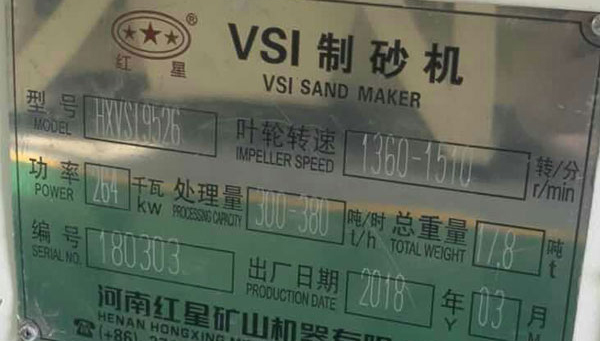 红星 ® VSI 制砂机
VSI SAND MAKER
型号 HXVSI9526 叶轮转速 1360-1510 转/分
MODEL IMPELLER SPEED r/min
功率 264 千瓦 处理量 300-380 吨/时 总重量 17.8 吨
POWER kw PROCESSING CAPACITY t/h TOTAL WEIGHT t
编号 180303 出厂日期 2018 年 03 月
SERIAL NO. PRODUCTION DATE Y
河南红星矿山机器有限
HENAN HONGXING
☎(+86)